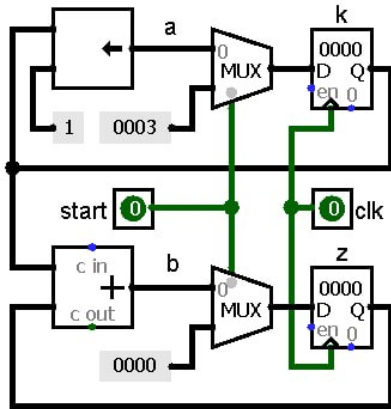 a k
0 MUX 0000
D Q
en 0
1 0003
start 0 0 clk
b z
c in 0 MUX 0000
D Q
c out en 0
0000